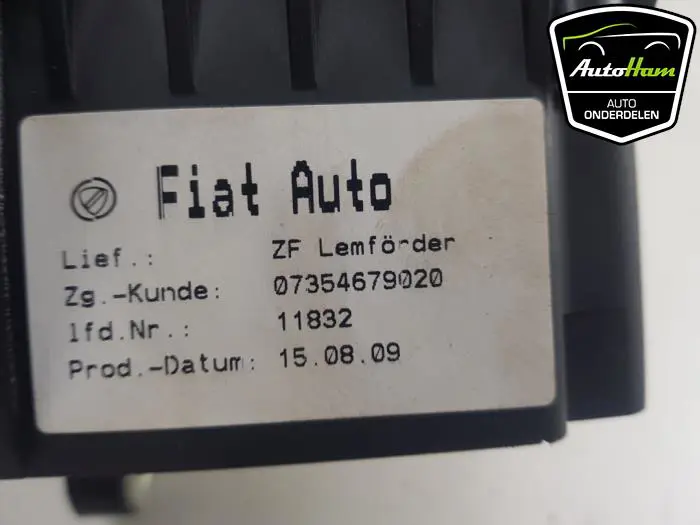 AutoHam
AUTO
ONDERDELEN
Fiat Auto
Lief.: ZF Lemförder
Zg.-Kunde: 07354679020
lfd.Nr.: 11832
Prod.-Datum: 15.08.09